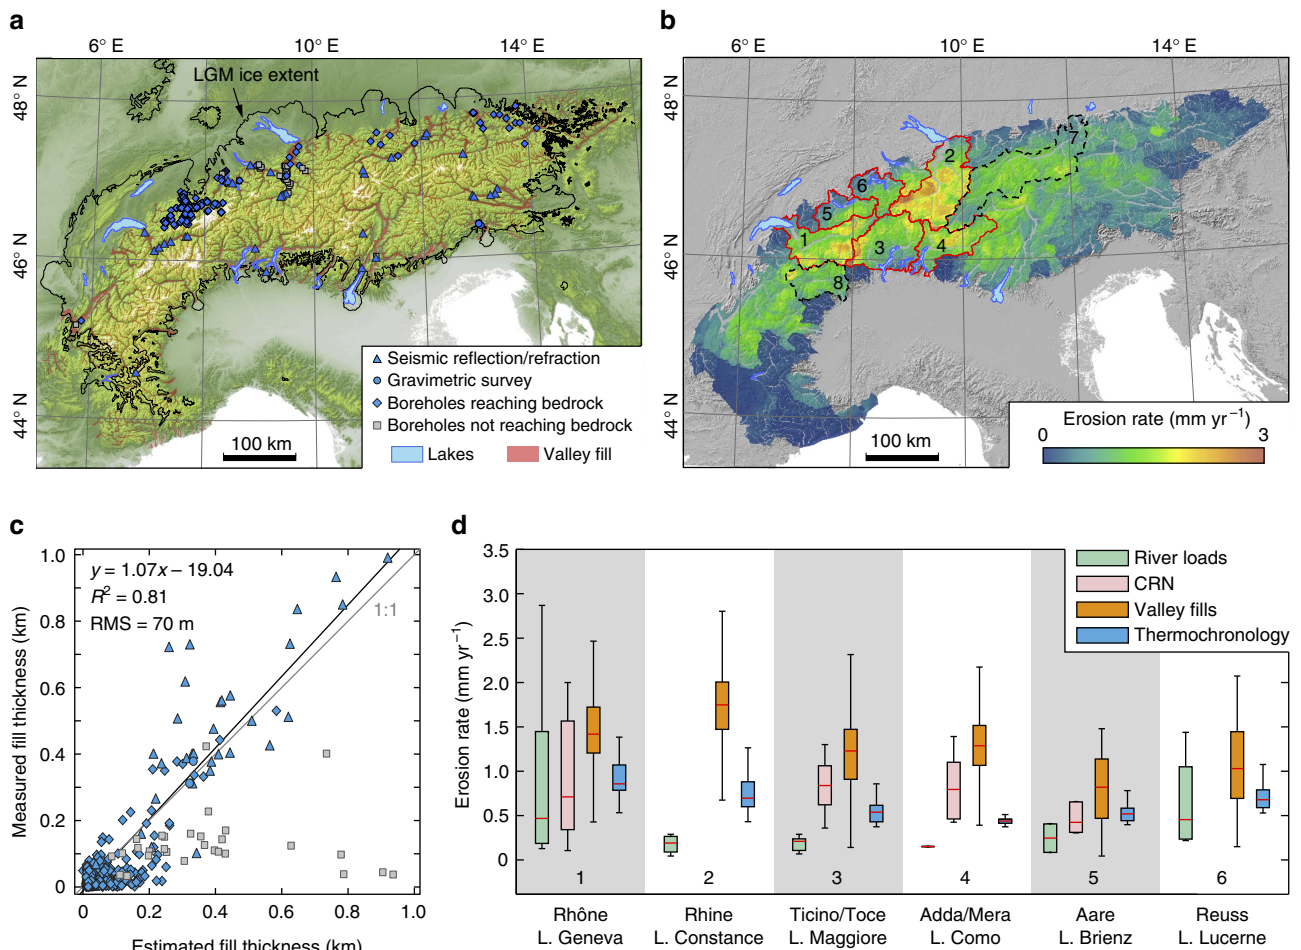 a
6° E
10° E
14° E
LGM ice extent
48° N
46° N
44° N
Seismic reflection/refraction
Gravimetric survey
Boreholes reaching bedrock
Boreholes not reaching bedrock
Lakes
Valley fill
100 km
b
6° E
10° E
14° E
48° N
46° N
44° N
1
2
3
4
5
6
7
8
100 km
Erosion rate (mm yr⁻¹)
0
3
c
y = 1.07x – 19.04
R² = 0.81
RMS = 70 m
1:1
Measured fill thickness (km)
1.0
0.8
0.6
0.4
0.2
0
0
0.2
0.4
0.6
0.8
1.0
Estimated fill thickness (km)
d
Erosion rate (mm yr⁻¹)
3.5
3.0
2.5
2.0
1.5
1.0
0.5
0
River loads
CRN
Valley fills
Thermochronology
1
2
3
4
5
6
Rhône
L. Geneva
Rhine
L. Constance
Ticino/Toce
L. Maggiore
Adda/Mera
L. Como
Aare
L. Brienz
Reuss
L. Lucerne